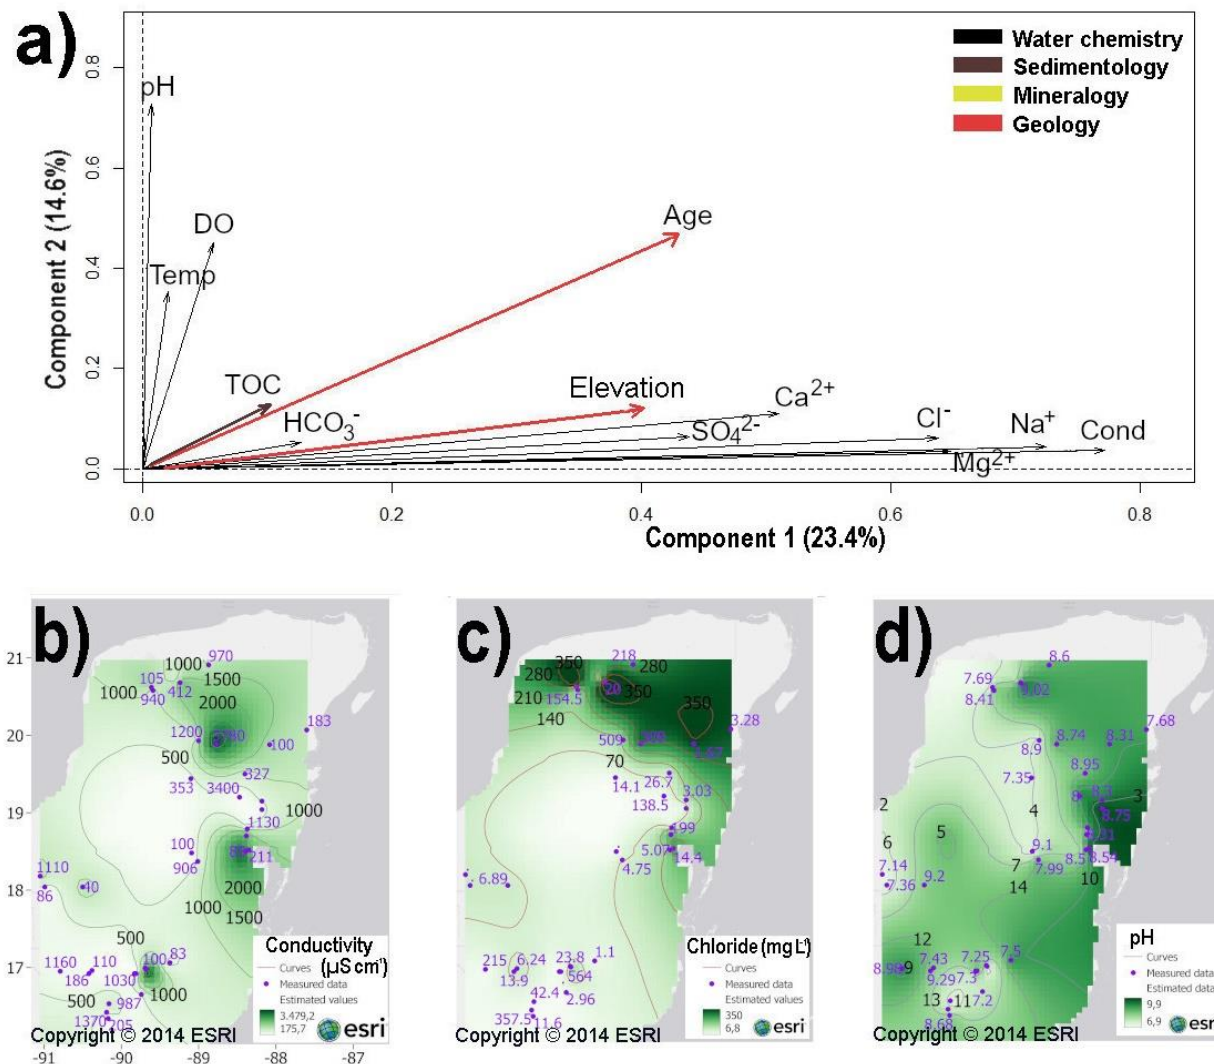 a)
Water chemistry
Sedimentology
Mineralogy
Geology
pH
DO
Temp
Age
TOC
HCO₃⁻
Elevation
Ca²⁺
SO₄²⁻
Cl⁻
Na⁺
Cond
Mg²⁺
Component 2 (14.6%)
0.8
0.6
0.4
0.2
0.0
0.0 0.2 0.4 0.6 0.8
Component 1 (23.4%)
b)
21
20
19
18
17
-91 -90 -89 -88 -87
970
1000
105
1500
1000
412
940
2000
183
1200
100
500
327
353
3400
1000
1130
100
211
906
1110
2000
86
40
1000
1500
500
83
1160
110
100
186
1030
1000
500
987
1370
205
Conductivity
(µS cm⁻¹)
Curves
Measured data
Estimated values
3.479,2
175,7
esri
Copyright © 2014 ESRI
c)
218
350
280
280
20
350
154.5
210
350
140
3.28
509
70
26.7
14.1
3.03
138.5
199
5.07
14.4
4.75
6.89
1.1
215
6.24
23.8
564
13.9
42.4
2.96
357.5
11.6
Chloride (mg L⁻¹)
Curves
Measured data
Estimated values
350
6,8
esri
Copyright © 2014 ESRI
d)
8.6
7.69
9.02
8.41
7.68
8.74
8.31
8.9
8.95
7.35
8
3
2
4
8.75
5
6
9.1
7
8.5
8.54
7.99
10
7.14
9.2
14
7.36
12
7.43
7.25
7.5
9
9.29
7.3
13
11
7.2
8.68
pH
Curves
Measured data
Estimated values
9,9
6,9
esri
Copyright © 2014 ESRI